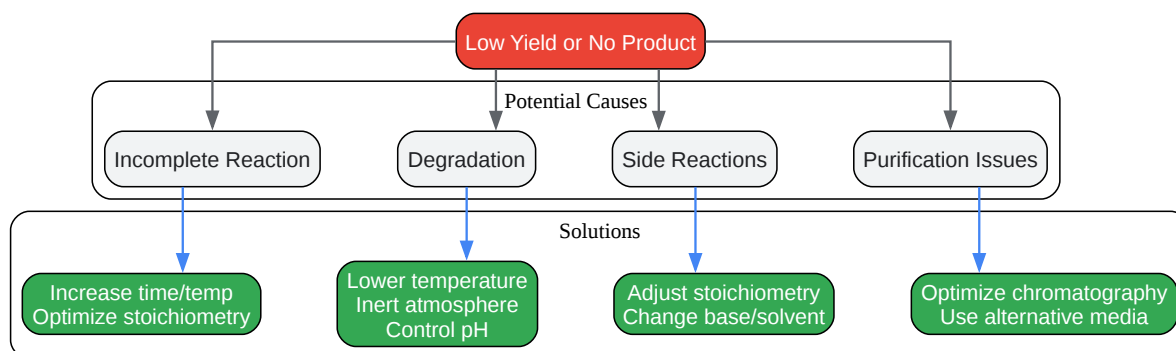 Low Yield or No Product
Potential Causes
Incomplete Reaction
Degradation
Side Reactions
Purification Issues
Solutions
Increase time/temp
Optimize stoichiometry
Lower temperature
Inert atmosphere
Control pH
Adjust stoichiometry
Change base/solvent
Optimize chromatography
Use alternative media